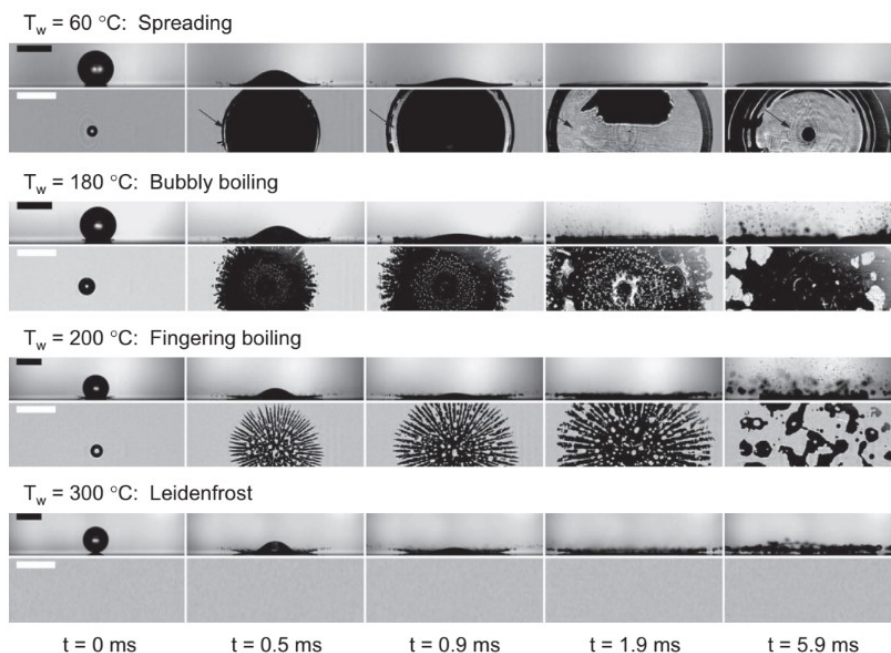 T_w = 60 °C: Spreading
T_w = 180 °C: Bubbly boiling
T_w = 200 °C: Fingering boiling
T_w = 300 °C: Leidenfrost
t = 0 ms t = 0.5 ms t = 0.9 ms t = 1.9 ms t = 5.9 ms